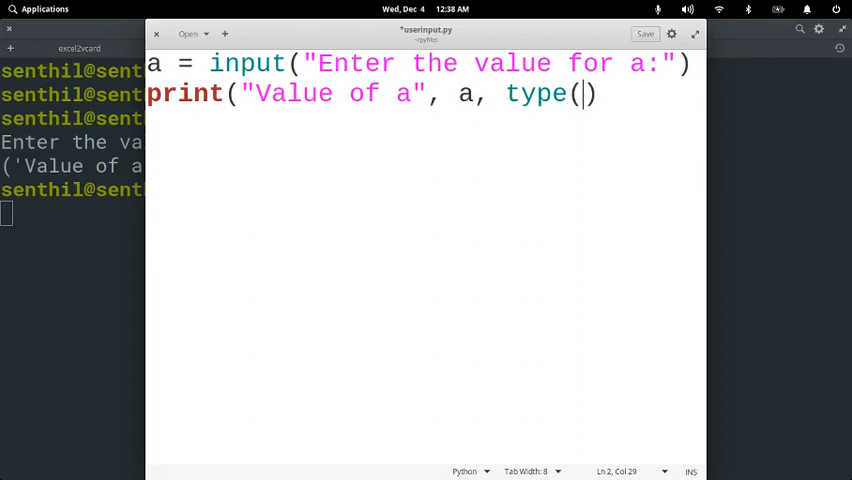 Applications
Wed, Dec 4 12:38 AM
Open
*userinput.py
~/pyfiles
Save
excel2vcard
senthil@sent
senthil@sent
senthil@sent
Enter the va
('Value of a
senthil@sent
a = input("Enter the value for a:")
print("Value of a", a, type()
Python
Tab Width: 8
Ln 2, Col 29
INS